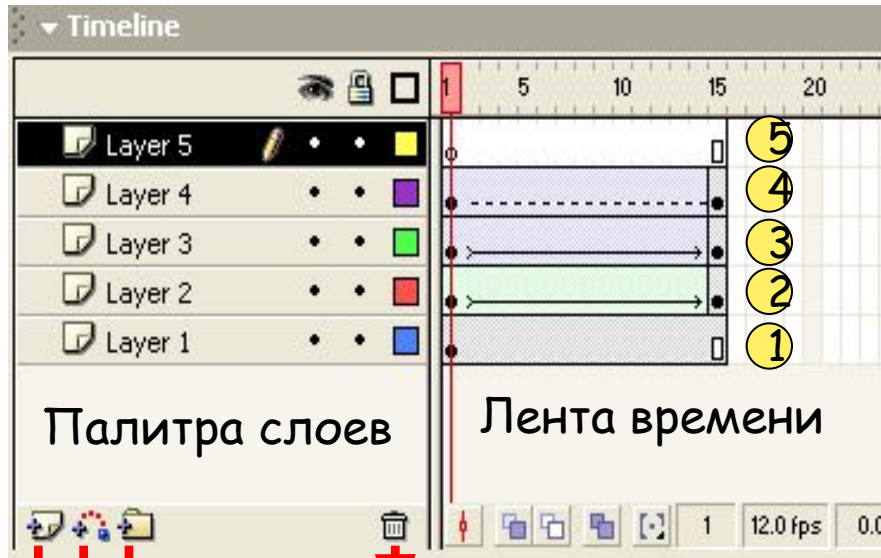 Timeline
1 5 10 15 20
Layer 5 5
Layer 4 4
Layer 3 3
Layer 2 2
Layer 1 1
Палитра слоев
Лента времени
1 12.0 fps 0.0